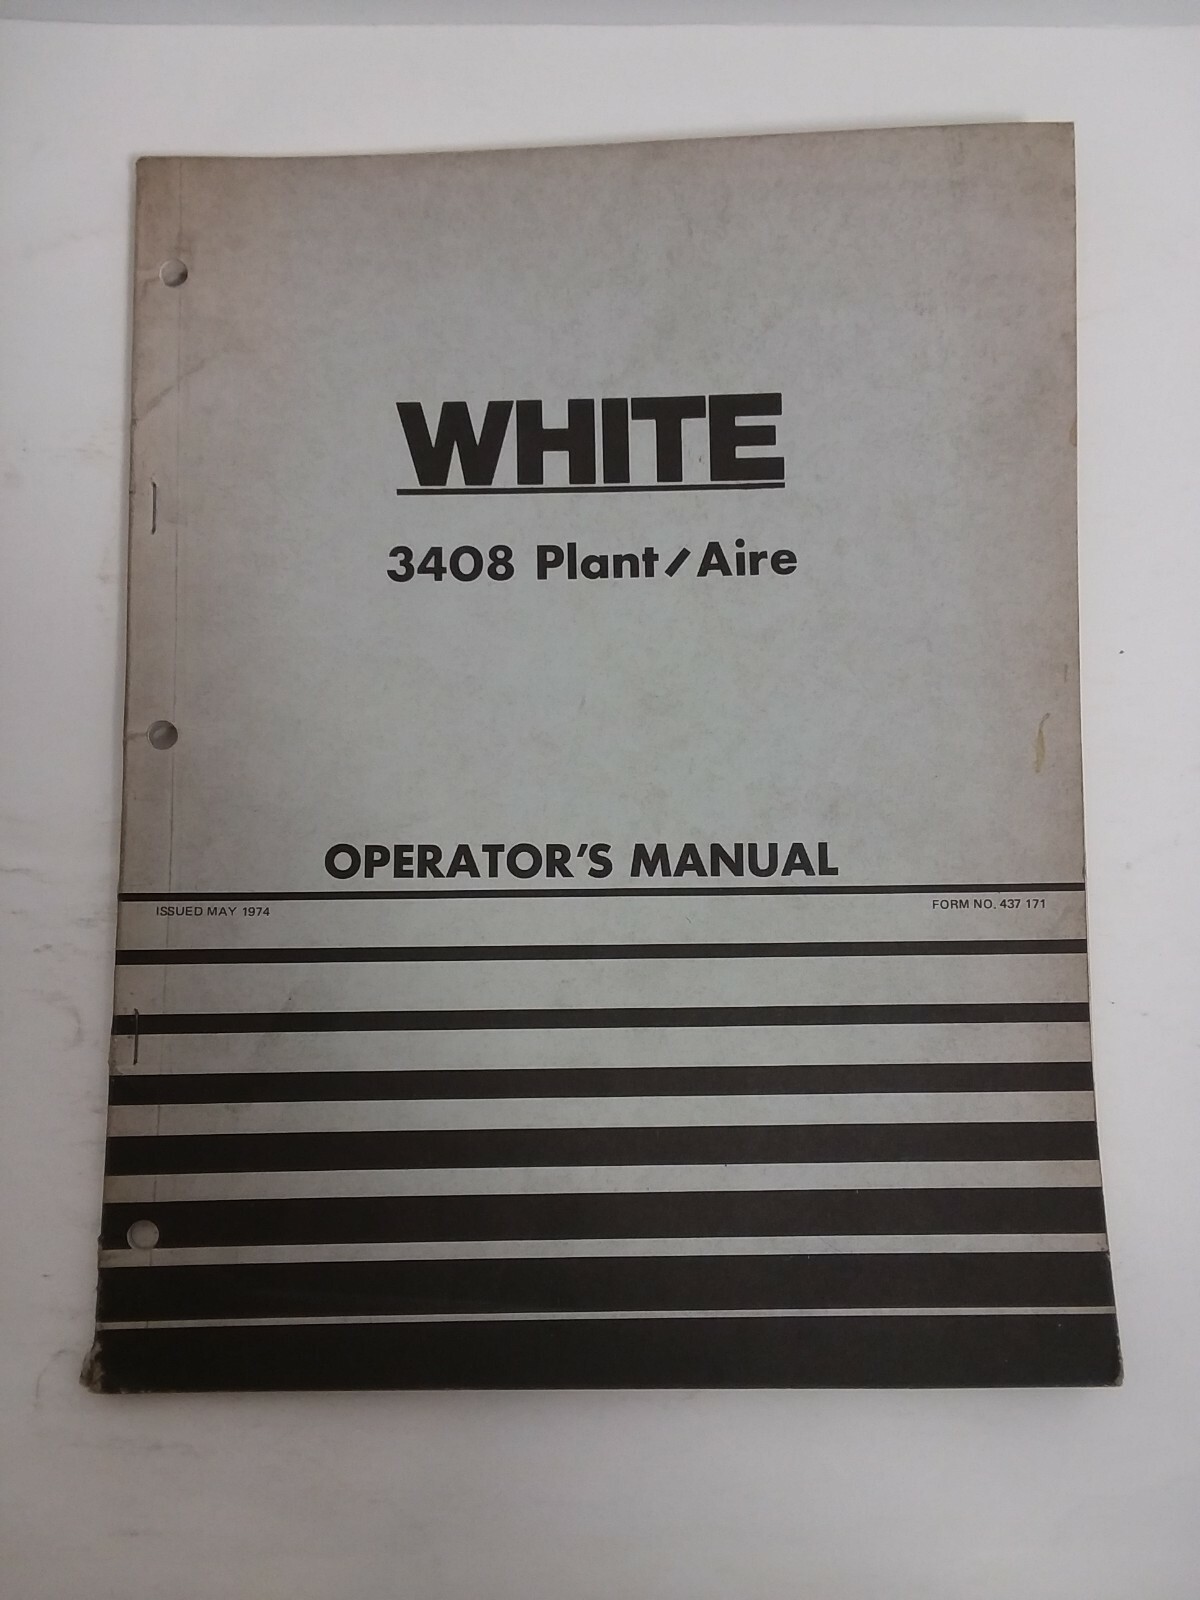 WHITE
3408 Plant/Aire
OPERATOR'S MANUAL
ISSUED MAY 1974
FORM NO. 437 171